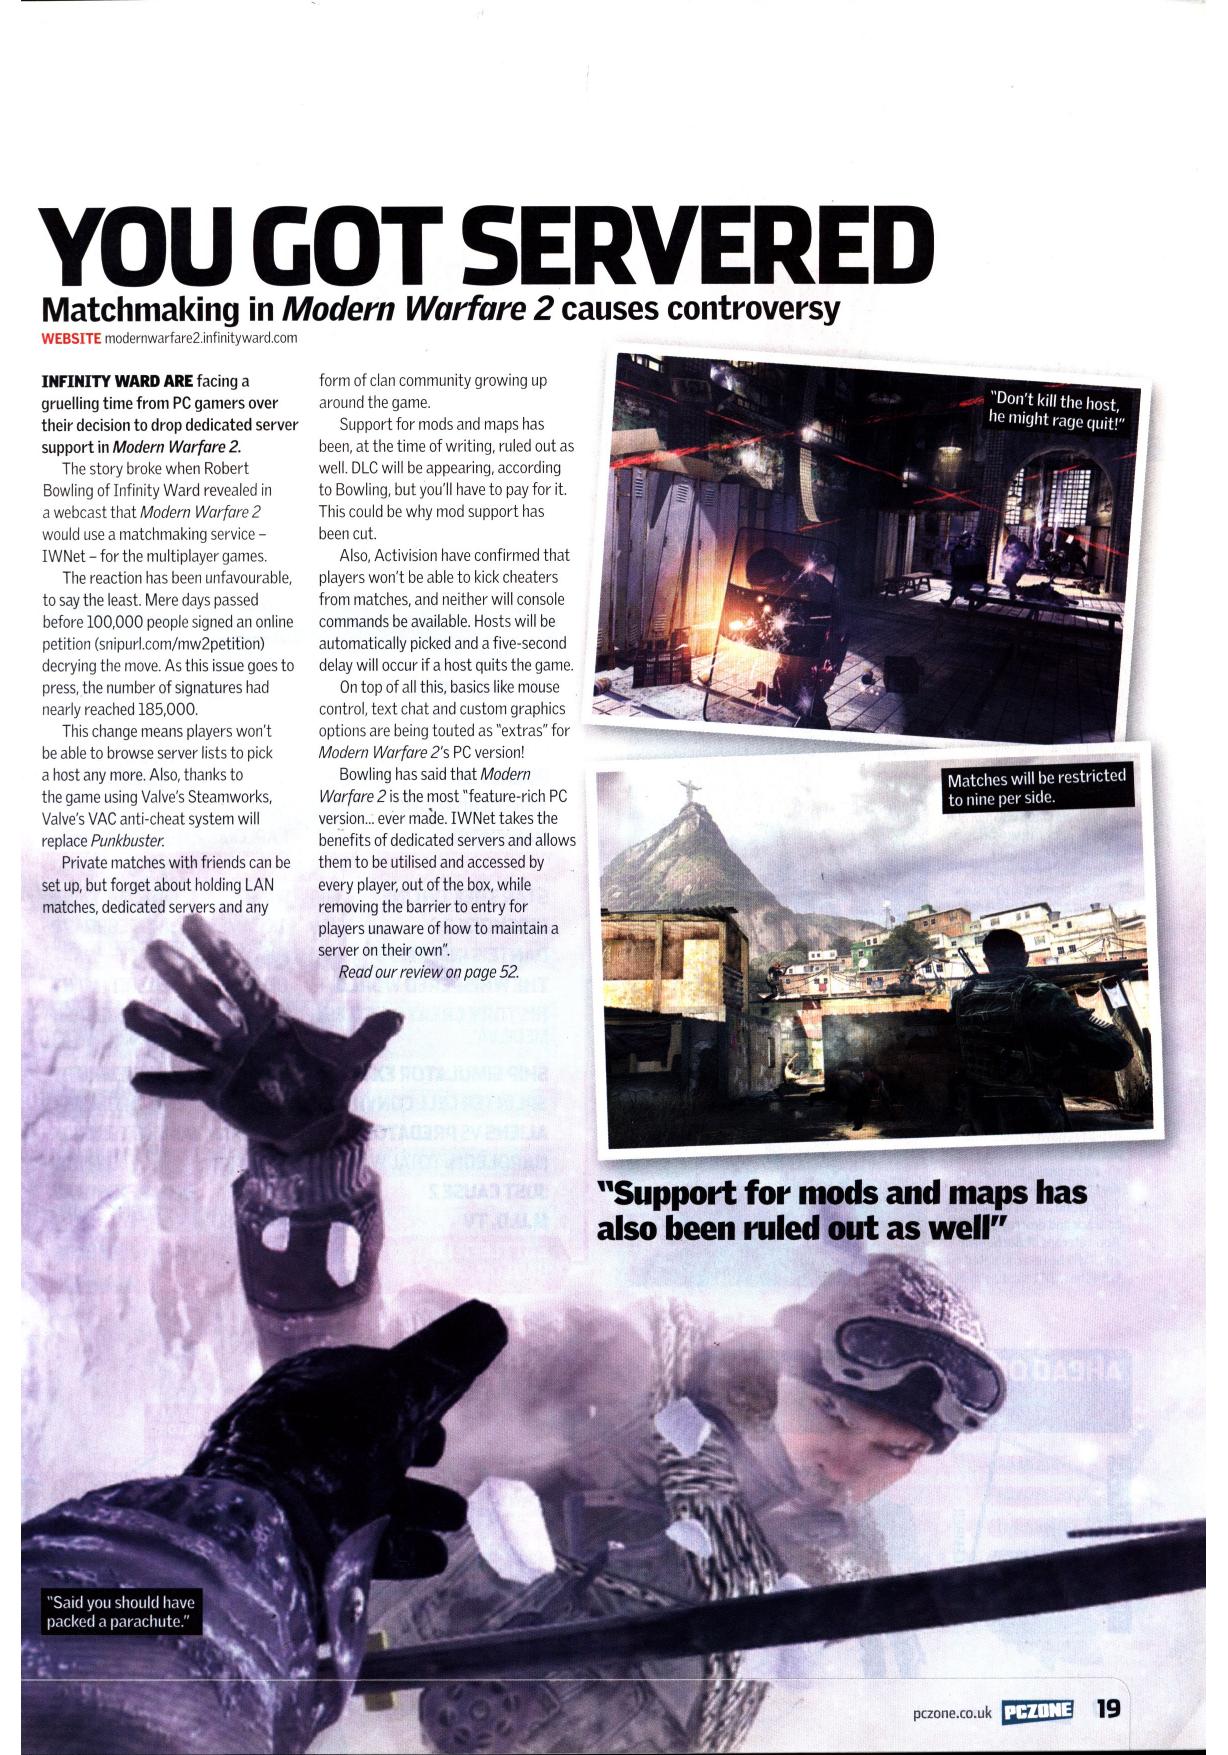 YOU GOT SERVERED
Matchmaking in Modern Warfare 2 causes controversy
WEBSITE modernwarfare2.infinityward.com
INFINITY WARD ARE facing a
gruelling time from PC gamers over
their decision to drop dedicated server
support in Modern Warfare 2.
The story broke when Robert
Bowling of Infinity Ward revealed in
a webcast that Modern Warfare 2
would use a matchmaking service –
IWNet – for the multiplayer games.
The reaction has been unfavourable,
to say the least. Mere days passed
before 100,000 people signed an online
petition (snipurl.com/mw2petition)
decrying the move. As this issue goes to
press, the number of signatures had
nearly reached 185,000.
This change means players won't
be able to browse server lists to pick
a host any more. Also, thanks to
the game using Valve's Steamworks,
Valve's VAC anti-cheat system will
replace Punkbuster.
Private matches with friends can be
set up, but forget about holding LAN
matches, dedicated servers and any
form of clan community growing up
around the game.
Support for mods and maps has
been, at the time of writing, ruled out as
well. DLC will be appearing, according
to Bowling, but you'll have to pay for it.
This could be why mod support has
been cut.
Also, Activision have confirmed that
players won't be able to kick cheaters
from matches, and neither will console
commands be available. Hosts will be
automatically picked and a five-second
delay will occur if a host quits the game.
On top of all this, basics like mouse
control, text chat and custom graphics
options are being touted as "extras" for
Modern Warfare 2's PC version!
Bowling has said that Modern
Warfare 2 is the most "feature-rich PC
version... ever made. IWNet takes the
benefits of dedicated servers and allows
them to be utilised and accessed by
every player, out of the box, while
removing the barrier to entry for
players unaware of how to maintain a
server on their own".
Read our review on page 52.
"Don't kill the host,
he might rage quit!"
Matches will be restricted
to nine per side.
"Support for mods and maps has
also been ruled out as well"
"Said you should have
packed a parachute."
pczone.co.uk PCZONE 19